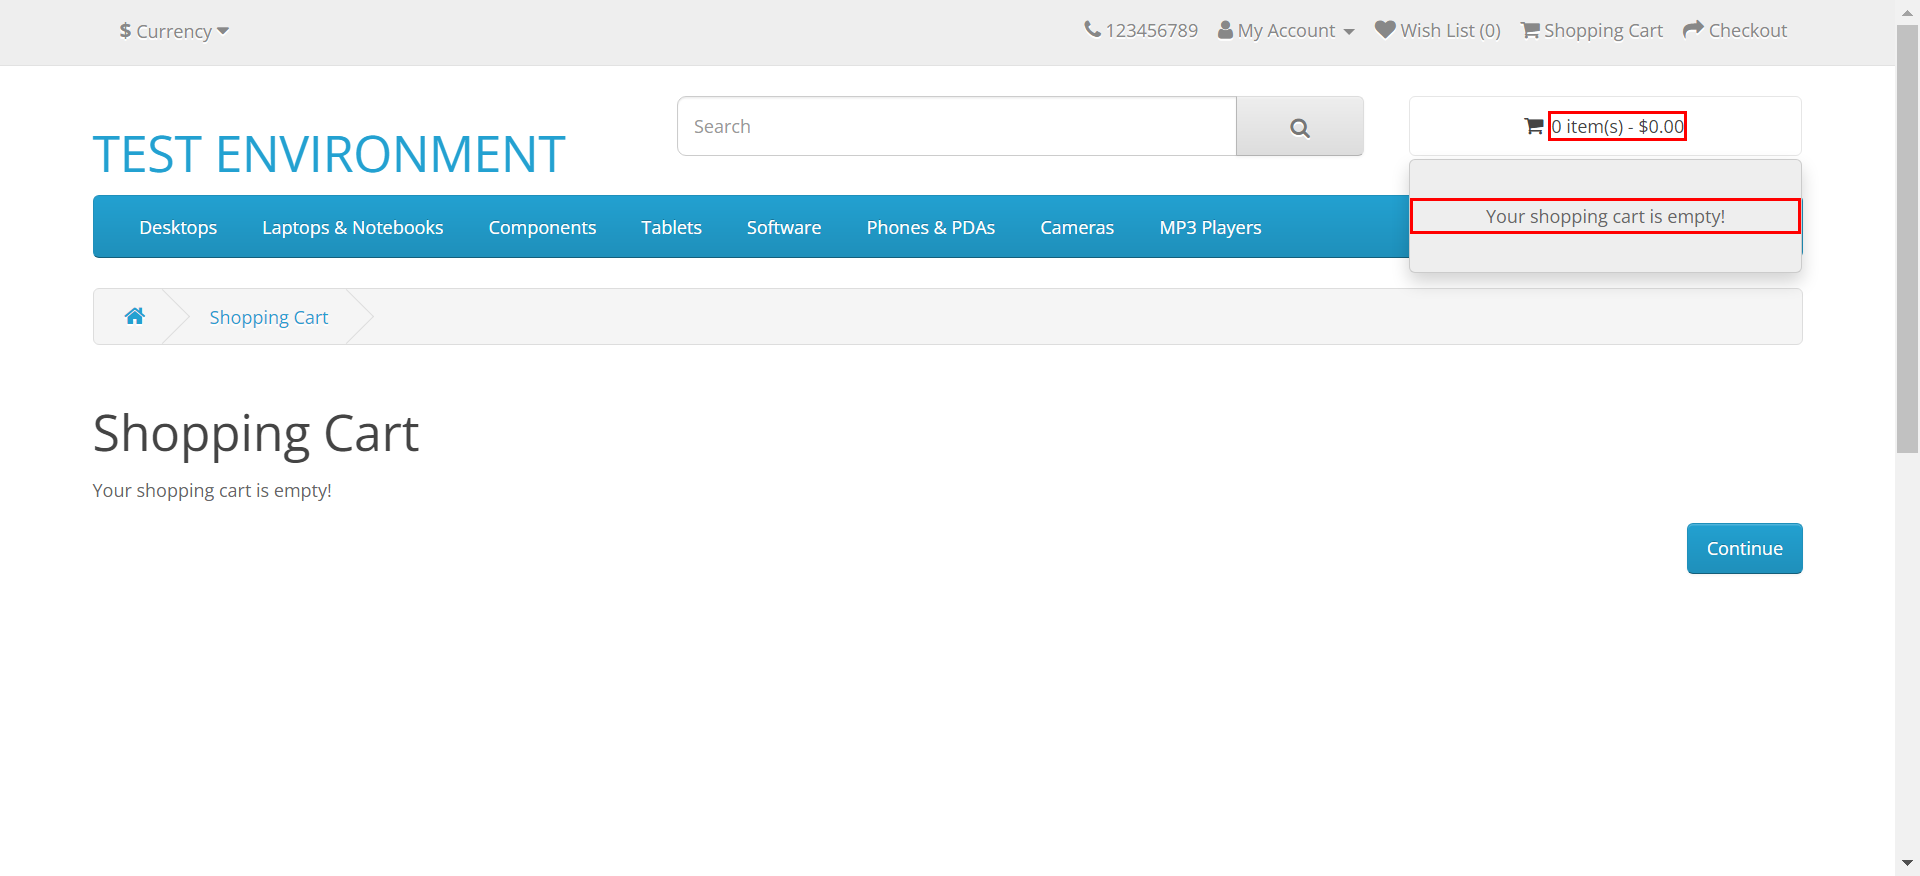 $ Currency
123456789 My Account Wish List (0) Shopping Cart Checkout
TEST ENVIRONMENT
Search
0 item(s) - $0.00
Your shopping cart is empty!
Desktops Laptops & Notebooks Components Tablets Software Phones & PDAs Cameras MP3 Players
Shopping Cart
Shopping Cart
Your shopping cart is empty!
Continue